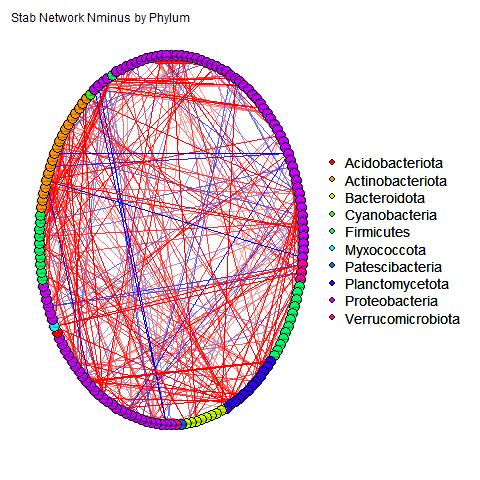 Stab Network Nminus by Phylum
Acidobacteriota
Actinobacteriota
Bacteroidota
Cyanobacteria
Firmicutes
Myxococcota
Patescibacteria
Planctomycetota
Proteobacteria
Verrucomicrobiota